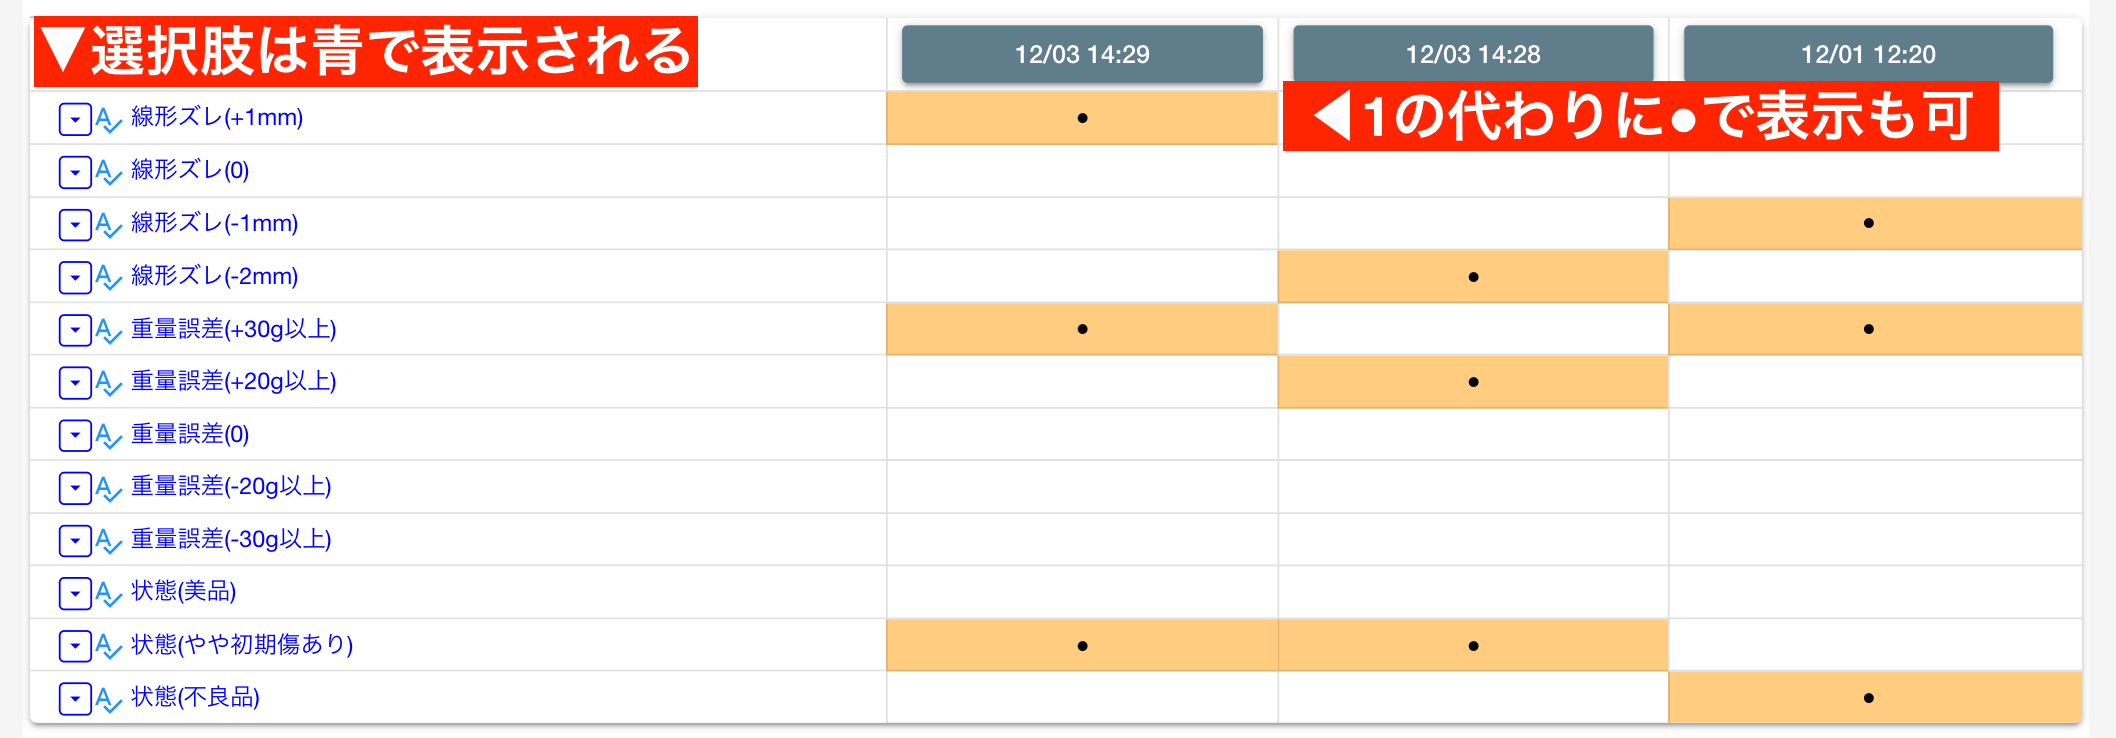 ▼選択肢は青で表示される 12/03 14:29 12/03 14:28 12/01 12:20
線形ズレ(+1mm) ● ◀1の代わりに●で表示も可
線形ズレ(0)
線形ズレ(-1mm) ●
線形ズレ(-2mm) ●
重量誤差(+30g以上) ● ●
重量誤差(+20g以上) ●
重量誤差(0)
重量誤差(-20g以上)
重量誤差(-30g以上)
状態(美品)
状態(やや初期傷あり) ● ●
状態(不良品) ●